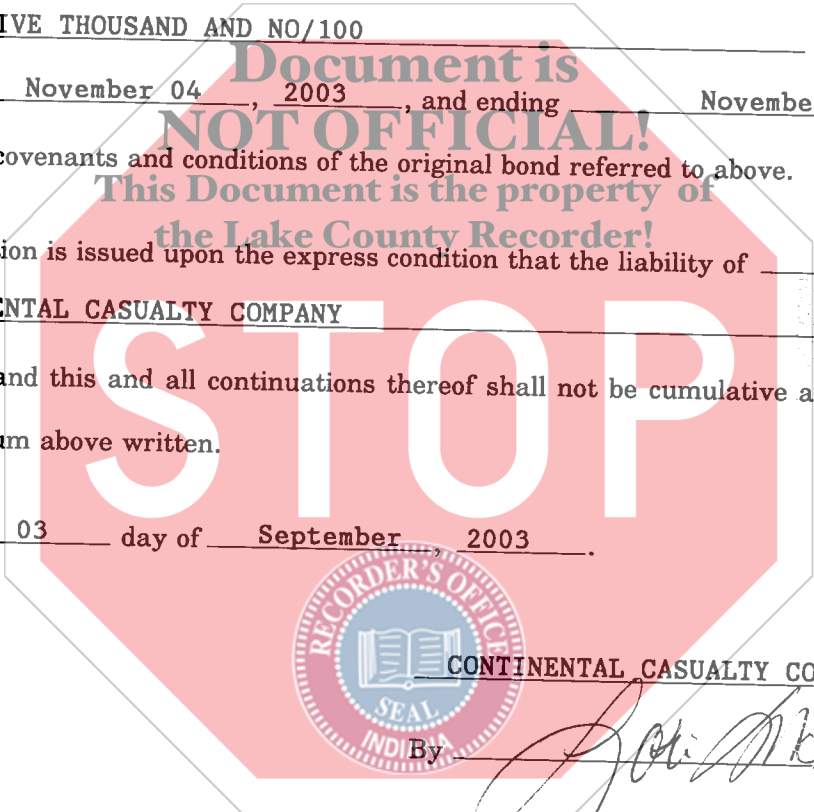 IVE THOUSAND AND NO/100
Document is
November 04, 2003, and ending Novembe
NOT OFFICIAL!
covenants and conditions of the original bond referred to above.
This Document is the property of
the Lake County Recorder!
ion is issued upon the express condition that the liability of
ENTAL CASUALTY COMPANY
STOP
and this and all continuations thereof shall not be cumulative a
um above written.
03 day of September, 2003.
RECORDER'S OFFICE
SEAL
INDIANA
CONTINENTAL CASUALTY CO
By